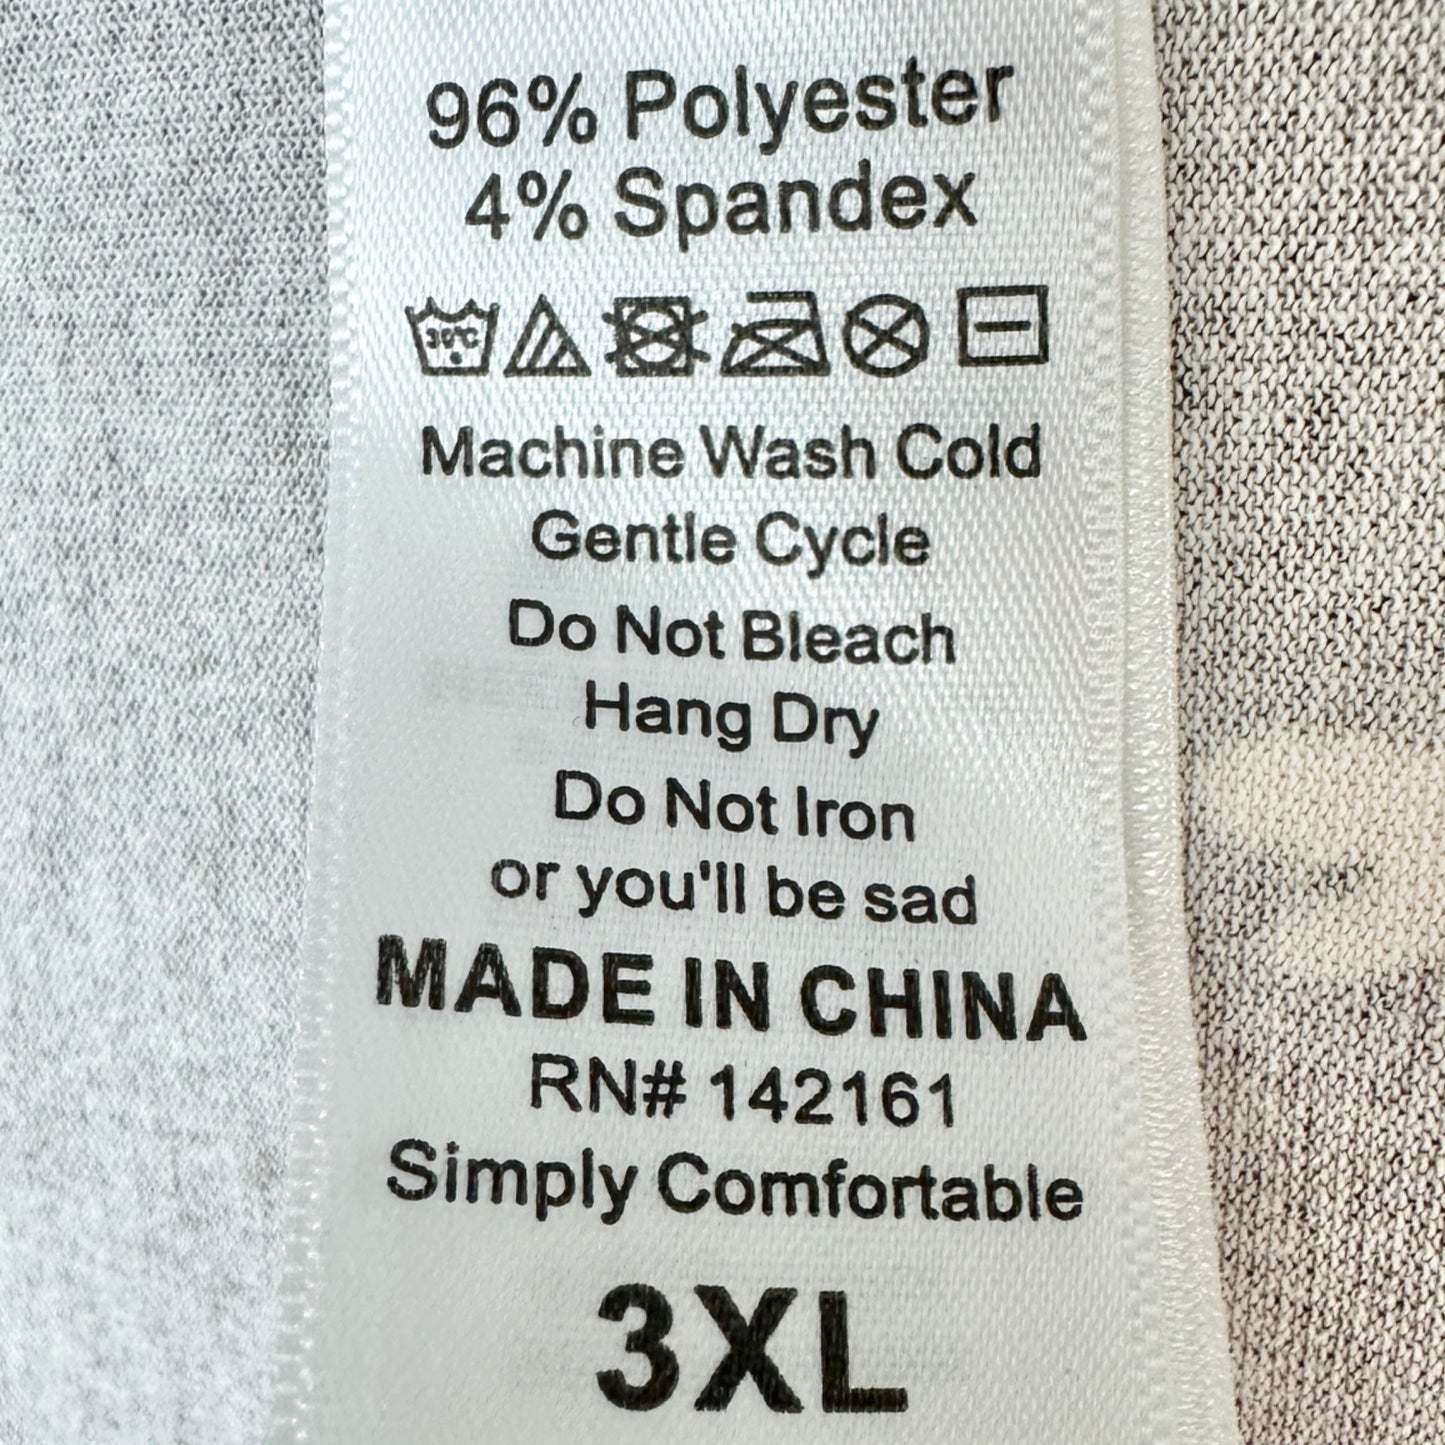 96% Polyester
4% Spandex
30°C
Machine Wash Cold
Gentle Cycle
Do Not Bleach
Hang Dry
Do Not Iron
or you'll be sad
MADE IN CHINA
RN# 142161
Simply Comfortable
3XL